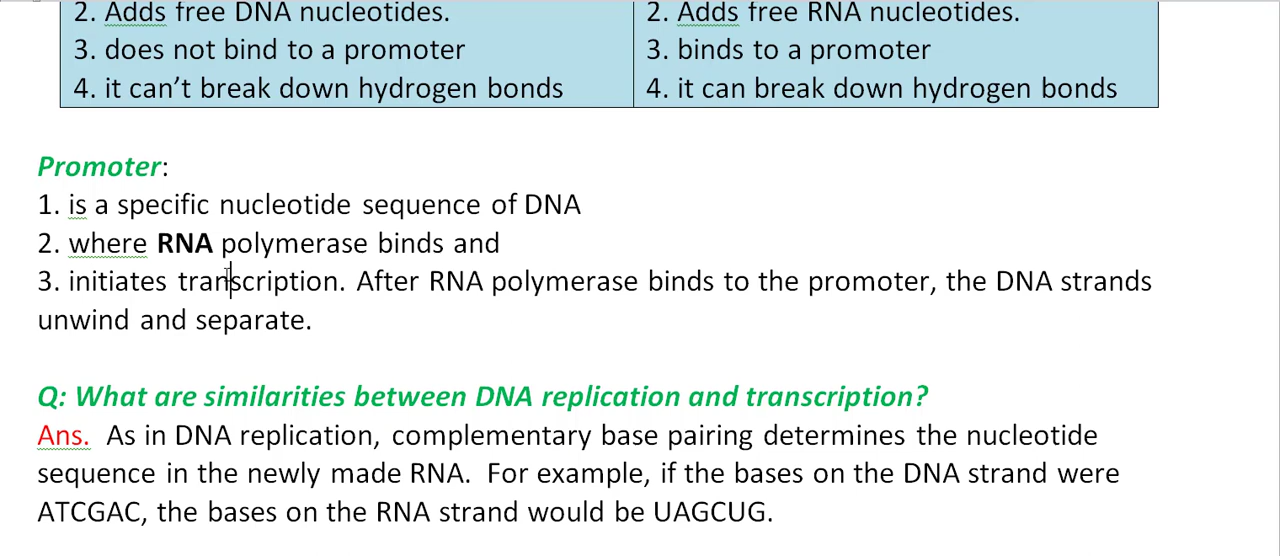 2. Adds free DNA nucleotides.
2. Adds free RNA nucleotides.
3. does not bind to a promoter
3. binds to a promoter
4. it can’t break down hydrogen bonds
4. it can break down hydrogen bonds
Promoter:
1. is a specific nucleotide sequence of DNA
2. where RNA polymerase binds and
3. initiates transcription. After RNA polymerase binds to the promoter, the DNA strands
unwind and separate.
Q: What are similarities between DNA replication and transcription?
Ans.  As in DNA replication, complementary base pairing determines the nucleotide
sequence in the newly made RNA.  For example, if the bases on the DNA strand were
ATCGAC, the bases on the RNA strand would be UAGCUG.